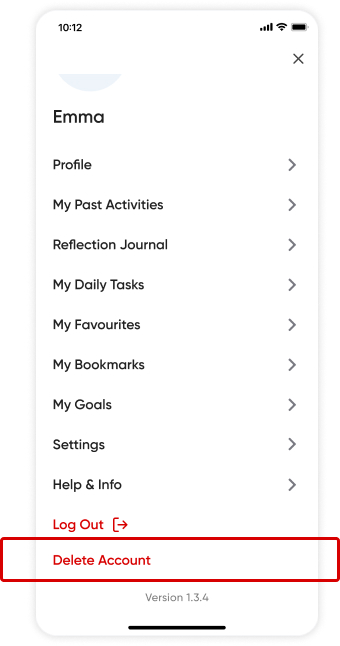 10:12
Emma
Profile
My Past Activities
Reflection Journal
My Daily Tasks
My Favourites
My Bookmarks
My Goals
Settings
Help & Info
Log Out
Delete Account
Version 1.3.4